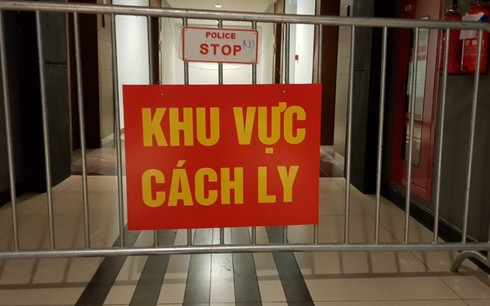 POLICE
STOP
KHU VỰC
CÁCH LY